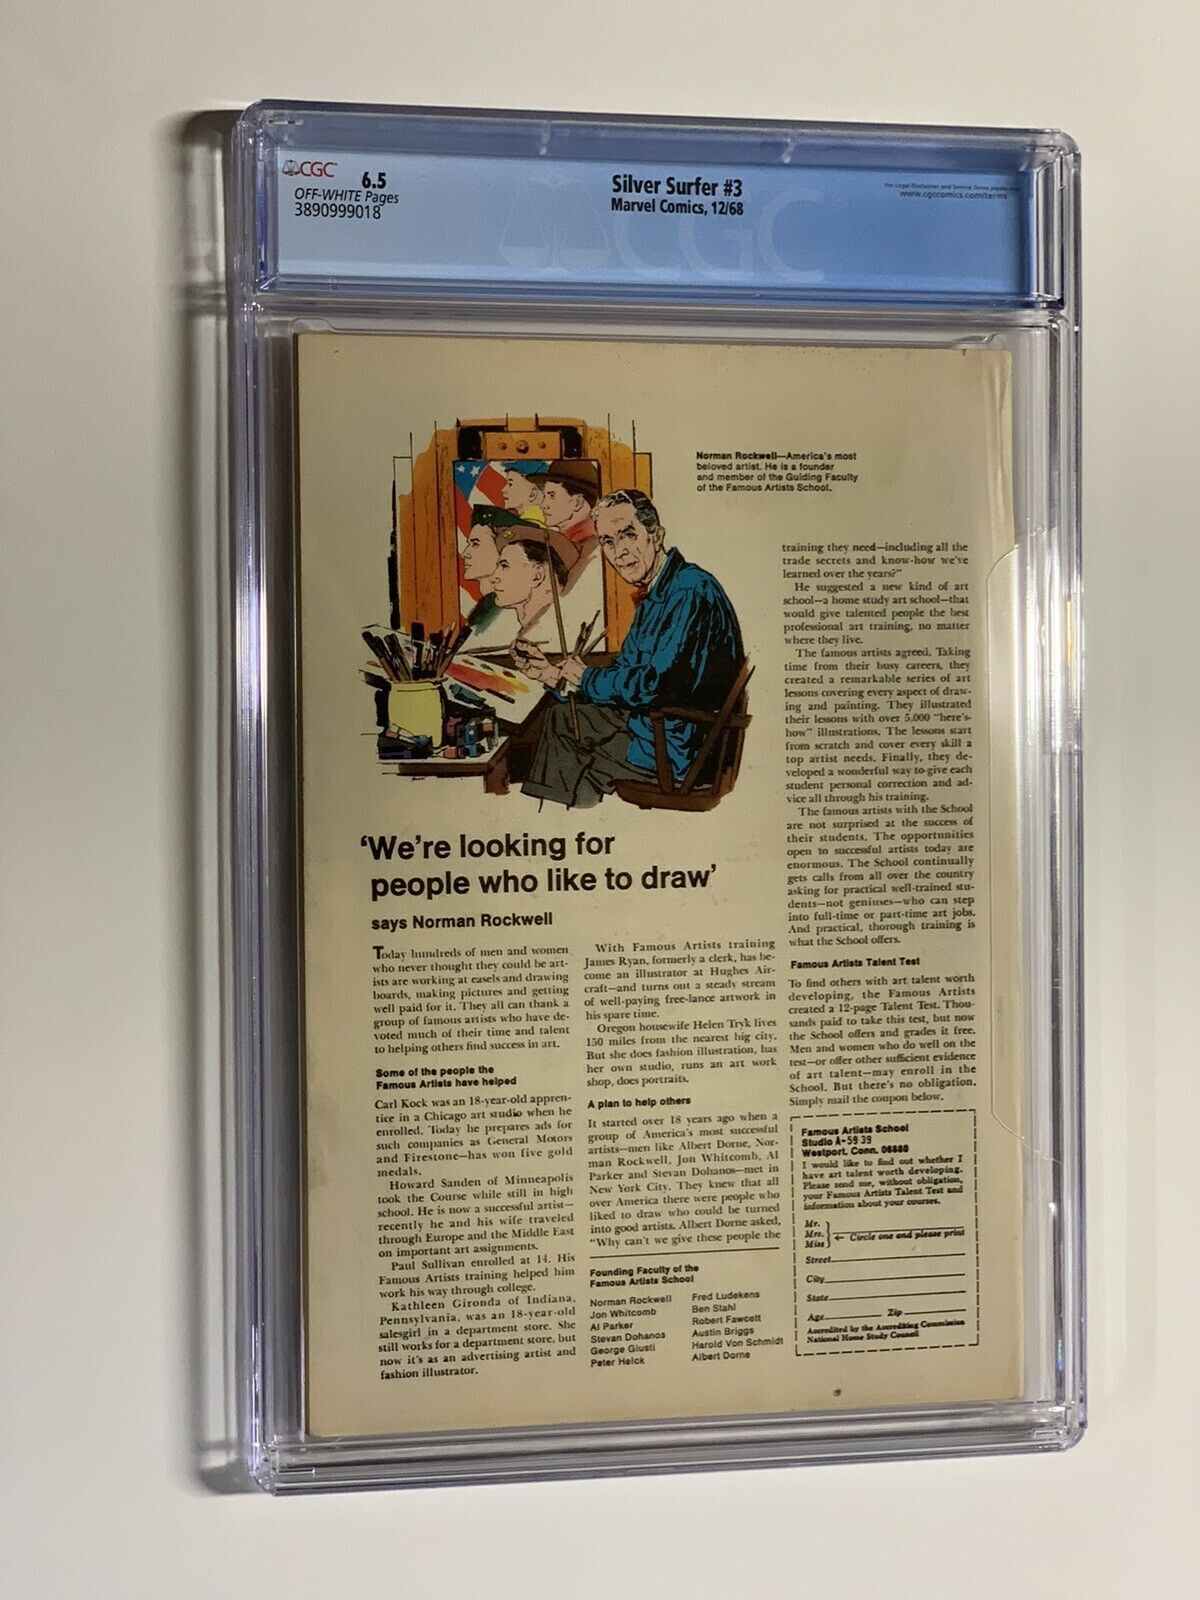 CGC 6.5
OFF-WHITE Pages
3890999018
Silver Surfer #3
Marvel Comics, 12/68
For Legal Disclaimer and Service Terms please visit
www.cgccomics.com/terms
CGC
Norman Rockwell—America's most
beloved artist. He is a founder
and member of the Guiding Faculty
of the Famous Artists School.
'We're looking for
people who like to draw'
says Norman Rockwell
Today hundreds of men and women
who never thought they could be art-
ists are working at easels and drawing
boards, making pictures and getting
well paid for it. They all can thank a
group of famous artists who have de-
voted much of their time and talent
to helping others find success in art.
Some of the people the
Famous Artists have helped
Carl Kock was an 18-year-old appren-
tice in a Chicago art studio when he
enrolled. Today he prepares ads for
such companies as General Motors
and Firestone—has won five gold
medals.
Howard Sanden of Minneapolis
took the Course while still in high
school. He is now a successful artist—
recently he and his wife traveled
through Europe and the Middle East
on important art assignments.
Paul Sullivan enrolled at 14. His
Famous Artists training helped him
work his way through college.
Kathleen Gironda of Indiana,
Pennsylvania, was an 18-year-old
salesgirl in a department store. She
still works for a department store, but
now it's as an advertising artist and
fashion illustrator.
With Famous Artists training
James Ryan, formerly a clerk, has be-
come an illustrator at Hughes Air-
craft—and turns out a steady stream
of well-paying free-lance artwork in
his spare time.
Oregon housewife Helen Tryk lives
150 miles from the nearest big city.
But she does fashion illustration, has
her own studio, runs an art work
shop, does portraits.
A plan to help others
It started over 18 years ago when a
group of America's most successful
artists—men like Albert Dorne, Nor-
man Rockwell, Jon Whitcomb, Al
Parker and Stevan Dohanos—met in
New York City. They knew that all
over America there were people who
liked to draw who could be turned
into good artists. Albert Dorne asked,
"Why can't we give these people the
Founding Faculty of the
Famous Artists School
Norman Rockwell
Jon Whitcomb
Al Parker
Stevan Dohanos
George Giusti
Peter Helck
Fred Ludekens
Ben Stahl
Robert Fawcett
Austin Briggs
Harold Von Schmidt
Albert Dorne
training they need—including all the
trade secrets and know-how we've
learned over the years?"
He suggested a new kind of art
school—a home study art school—that
would give talented people the best
professional art training, no matter
where they live.
The famous artists agreed. Taking
time from their busy careers, they
created a remarkable series of art
lessons covering every aspect of draw-
ing and painting. They illustrated
their lessons with over 5,000 "here's-
how" illustrations. The lessons start
from scratch and cover every skill a
top artist needs. Finally, they de-
veloped a wonderful way to give each
student personal correction and ad-
vice all through his training.
The famous artists with the School
are not surprised at the success of
their students. The opportunities
open to successful artists today are
enormous. The School continually
gets calls from all over the country
asking for practical well-trained stu-
dents—not geniuses—who can step
into full-time or part-time art jobs.
And practical, thorough training is
what the School offers.
Famous Artists Talent Test
To find others with art talent worth
developing, the Famous Artists
created a 12-page Talent Test. Thou-
sands paid to take this test, but now
the School offers and grades it free.
Men and women who do well on the
test—or offer other sufficient evidence
of art talent—may enroll in the
School. But there's no obligation.
Simply mail the coupon below.
Famous Artists School
Studio A-5939
Westport, Conn. 06880
I would like to find out whether I
have art talent worth developing.
Please send me, without obligation,
your Famous Artists Talent Test and
information about your courses.
Mr.
Mrs.
Miss
← Circle one and please print
Street
City
State
Age Zip
Accredited by the Accrediting Commission
National Home Study Council